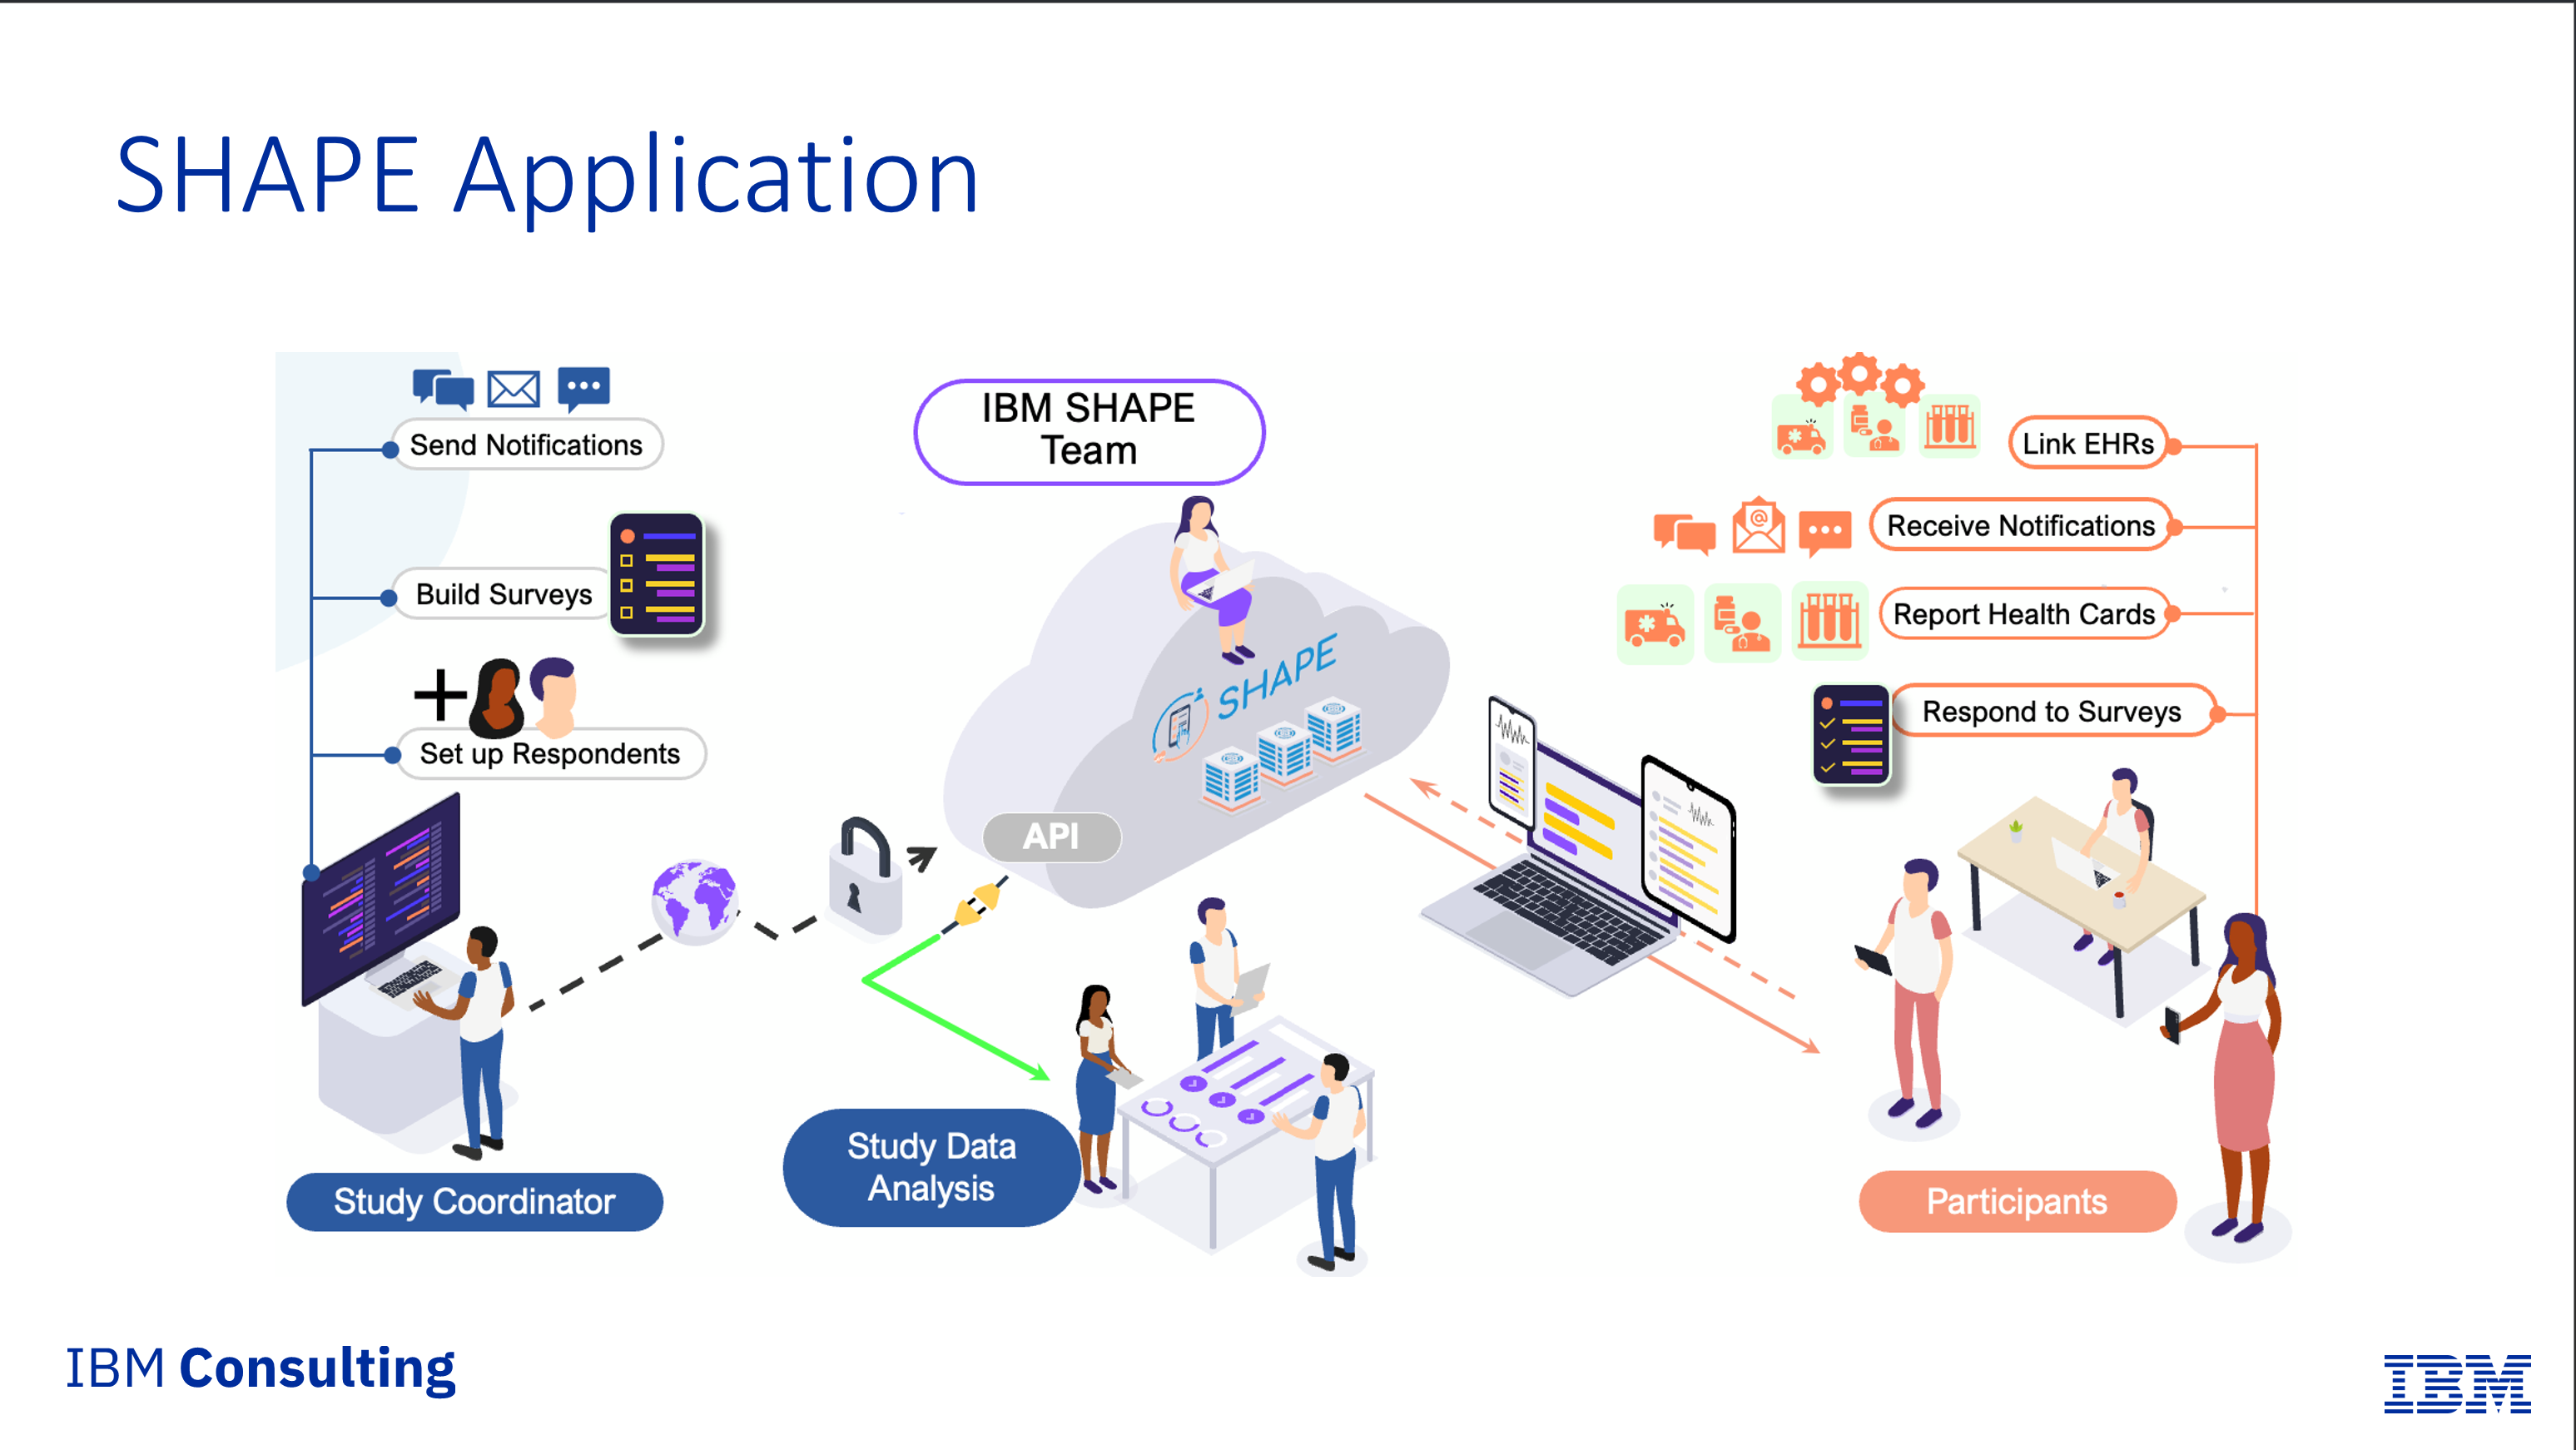 SHAPE Application
Send Notifications
Build Surveys
Set up Respondents
Study Coordinator
IBM SHAPE
Team
SHAPE
API
Study Data
Analysis
Link EHRs
Receive Notifications
Report Health Cards
Respond to Surveys
Participants
IBM Consulting
IBM